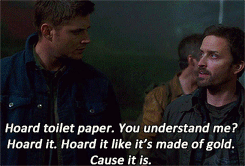 Hoard toilet paper. You understand me?
Hoard it. Hoard it like it's made of gold.
Cause it is.